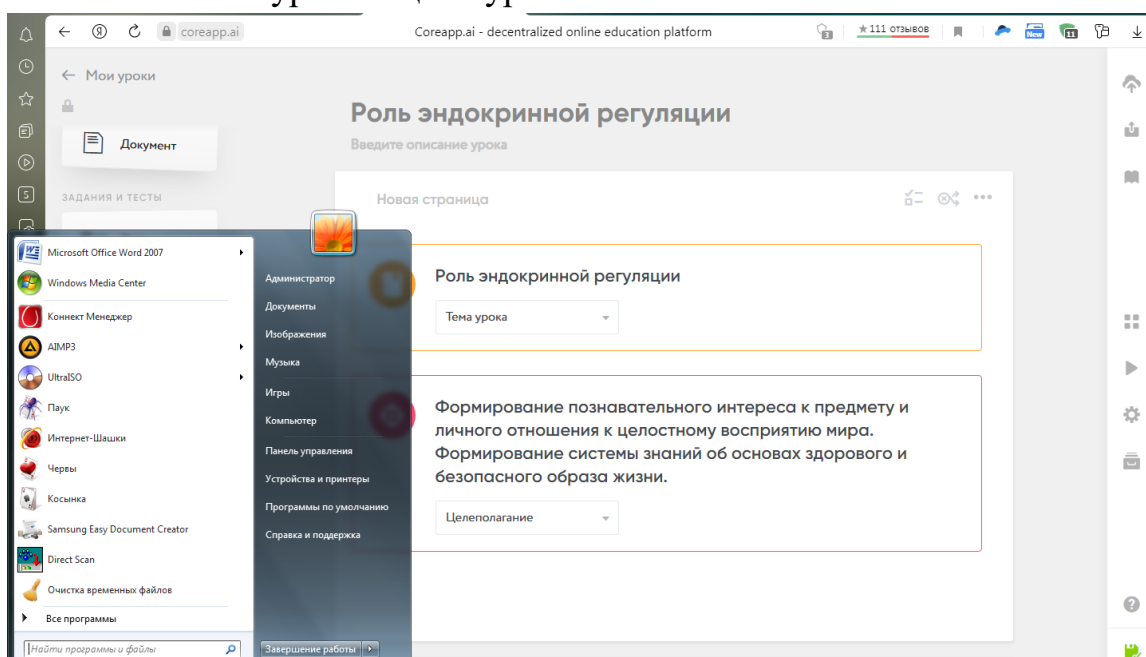 coreapp.ai
Coreapp.ai - decentralized online education platform
3
★111 отзывов
New
11
← Мои уроки
Документ
ЗАДАНИЯ И ТЕСТЫ
Роль эндокринной регуляции
Введите описание урока
Новая страница
Роль эндокринной регуляции
Тема урока
Формирование познавательного интереса к предмету и
личного отношения к целостному восприятию мира.
Формирование системы знаний об основах здорового и
безопасного образа жизни.
Целеполагание
Microsoft Office Word 2007
Windows Media Center
Коннект Менеджер
AIMP3
UltraISO
Паук
Интернет-Шашки
Червы
Косынка
Samsung Easy Document Creator
Direct Scan
Очистка временных файлов
Все программы
Найти программы и файлы
Администратор
Документы
Изображения
Музыка
Игры
Компьютер
Панель управления
Устройства и принтеры
Программы по умолчанию
Справка и поддержка
Завершение работы